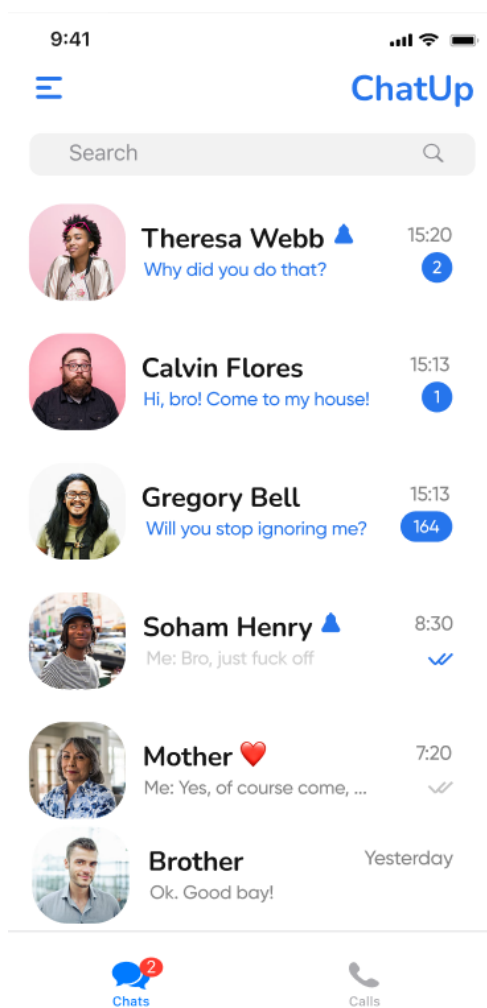 9:41
ChatUp
Search
Theresa Webb 15:20
Why did you do that? 2
Calvin Flores 15:13
Hi, bro! Come to my house! 1
Gregory Bell 15:13
Will you stop ignoring me? 164
Soham Henry 8:30
Me: Bro, just fuck off
Mother ❤️ 7:20
Me: Yes, of course come, ...
Brother Yesterday
Ok. Good bay!
2
Chats Calls